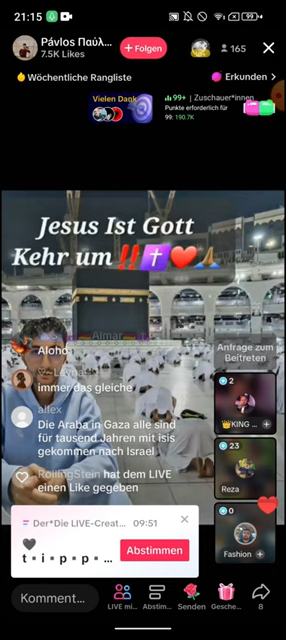 21:15
99+
Pávlos Παύλ...
7.5K Likes
+ Folgen
165
Wöchentliche Rangliste
Erkunden >
Vielen Dank
99+ | Zuschauer*innen
Punkte erforderlich für
99: 190.7K
Jesus Ist Gott
Kehr um ‼️✝️❤️🙏🏾
Aloha
immer das gleiche
Anfrage zum
Beitreten
alfex
Die Araba in Gaza alle sind
für tausend Jahren mit isis
gekommen nach Israel
RollingStein hat dem LIVE
einen Like gegeben
2
👑KING ...
23
Reza
0
Fashion
Der*Die LIVE-Creat... 09:51
🖤
t ▪ i ▪ p ▪ p ▪ ...
Abstimmen
Komment...
LIVE mi...
Abstim...
Senden
Gesche...
8